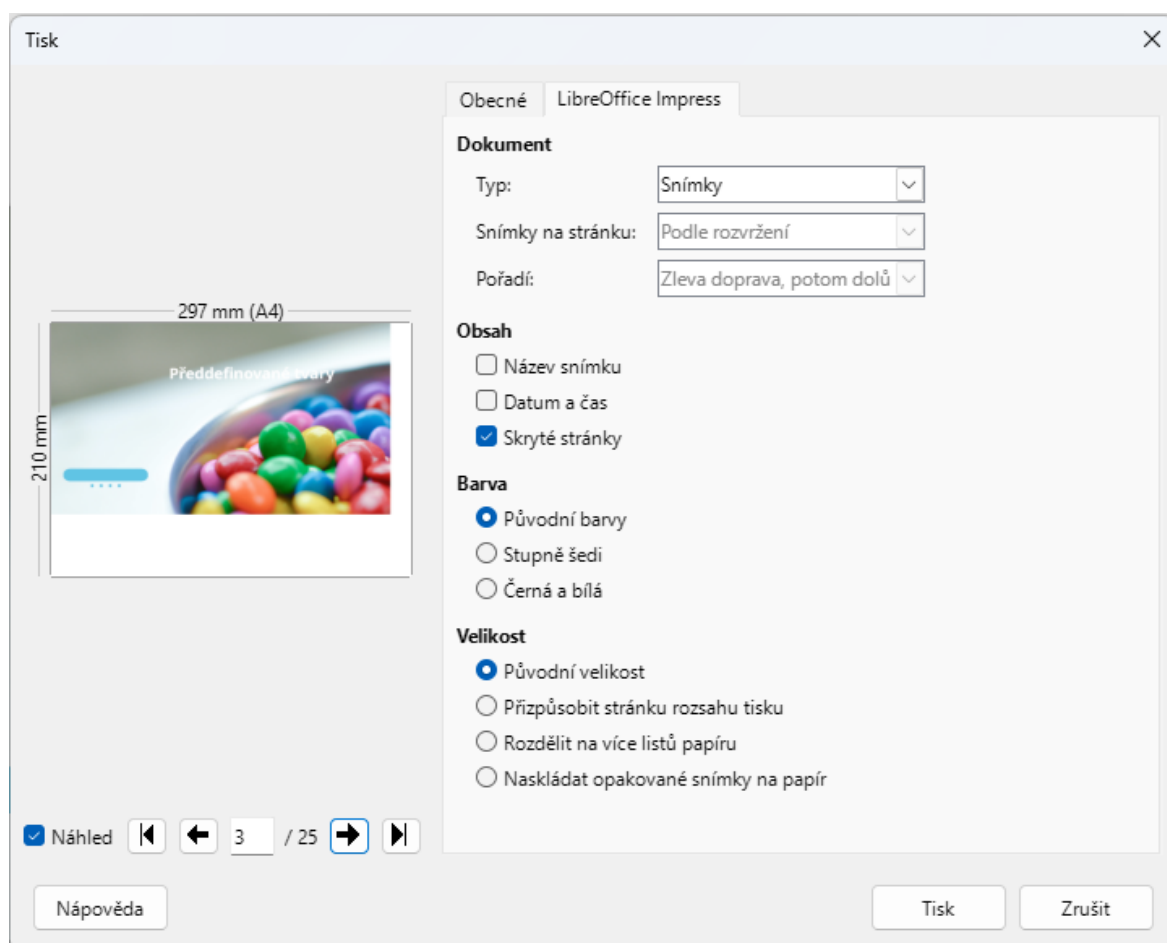 Tisk
Obecné
LibreOffice Impress
Dokument
Typ: Snímky
Snímky na stránku: Podle rozvržení
Pořadí: Zleva doprava, potom dolů
297 mm (A4)
210 mm
Předdefinované tvary
Obsah
Název snímku
Datum a čas
Skryté stránky
Barva
Původní barvy
Stupně šedi
Černá a bílá
Velikost
Původní velikost
Přizpůsobit stránku rozsahu tisku
Rozdělit na více listů papíru
Naskládat opakované snímky na papír
Náhled 3 / 25
Nápověda
Tisk
Zrušit